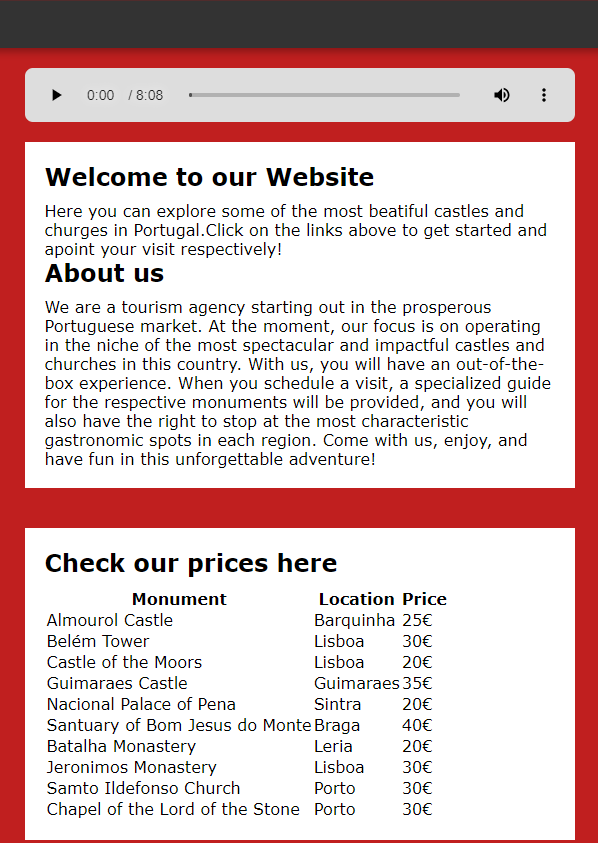 0:00 / 8:08
Welcome to our Website
Here you can explore some of the most beatiful castles and
churges in Portugal.Click on the links above to get started and
apoint your visit respectively!
About us
We are a tourism agency starting out in the prosperous
Portuguese market. At the moment, our focus is on operating
in the niche of the most spectacular and impactful castles and
churches in this country. With us, you will have an out-of-the-
box experience. When you schedule a visit, a specialized guide
for the respective monuments will be provided, and you will
also have the right to stop at the most characteristic
gastronomic spots in each region. Come with us, enjoy, and
have fun in this unforgettable adventure!
Check our prices here
Monument Location Price
Almourol Castle Barquinha 25€
Belém Tower Lisboa 30€
Castle of the Moors Lisboa 20€
Guimaraes Castle Guimaraes 35€
Nacional Palace of Pena Sintra 20€
Santuary of Bom Jesus do Monte Braga 40€
Batalha Monastery Leria 20€
Jeronimos Monastery Lisboa 30€
Samto Ildefonso Church Porto 30€
Chapel of the Lord of the Stone Porto 30€